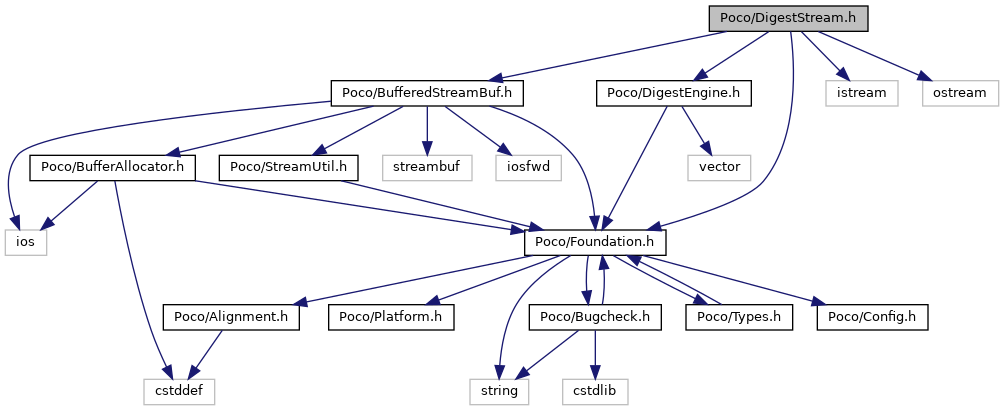 Poco/DigestStream.h
Poco/BufferedStreamBuf.h
Poco/DigestEngine.h
istream
ostream
Poco/BufferAllocator.h
Poco/StreamUtil.h
streambuf
iosfwd
vector
ios
Poco/Foundation.h
Poco/Alignment.h
Poco/Platform.h
Poco/Bugcheck.h
Poco/Types.h
Poco/Config.h
cstddef
string
cstdlib